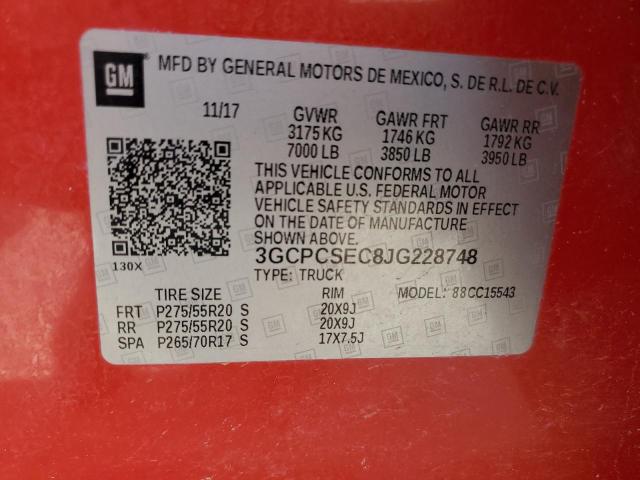 GM
MFD BY GENERAL MOTORS DE MEXICO, S. DE R.L. DE C.V.
11/17 GVWR GAWR FRT GAWR RR
3175 KG 1746 KG 1792 KG
7000 LB 3850 LB 3950 LB
THIS VEHICLE CONFORMS TO ALL
APPLICABLE U.S. FEDERAL MOTOR
VEHICLE SAFETY STANDARDS IN EFFECT
ON THE DATE OF MANUFACTURE
SHOWN ABOVE.
130X
3GCPCSEC8JG228748
TYPE: TRUCK
TIRE SIZE RIM MODEL: 88CC15543
FRT P275/55R20 S 20X9J
RR P275/55R20 S 20X9J
SPA P265/70R17 S 17X7.5J